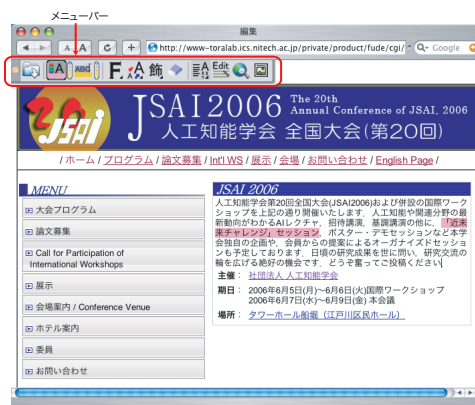 メニューバー
編集
A A C + http://www-toralab.ics.nitech.ac.jp/private/product/fude/cgi/ Q- Google
A ABC F A 飾 Edit
JSAI
JSAI2006 The 20th
Annual Conference of JSAI, 2006
人工知能学会 全国大会(第20回)
/ ホーム / プログラム / 論文募集 / Int'l WS / 展示 / 会場 / お問い合わせ / English Page /
MENU
大会プログラム
論文募集
Call for Participation of
International Workshops
展示
会場案内 / Conference Venue
ホテル案内
委員
お問い合わせ
JSAI 2006
人工知能学会第20回全国大会(JSAI2006)および併設の国際ワーク
ショップを上記の通り開催いたします。人工知能や関連分野の最
新動向がわかるAIレクチャ、招待講演、基調講演の他に、「近未
来チャレンジ」セッション、ポスター・デモセッションなど本学
会独自の企画や、会員からの提案によるオーガナイズドセッショ
ンも予定しております。日頃の研究成果を世に問い、研究交流の
輪を広げる絶好の機会です。どうぞ奮ってご投稿ください
主催： 社団法人 人工知能学会
期日： 2006年6月5日(月)〜6月6日(火)国際ワークショップ
2006年6月7日(水)〜6月9日(金) 本会議
場所： タワーホール船堀（江戸川区民ホール）